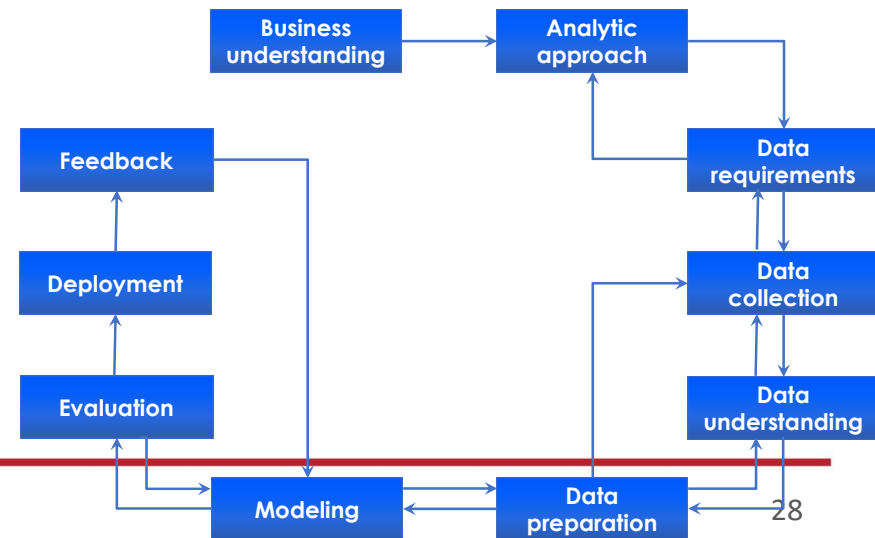 Business
understanding
Analytic
approach
Feedback
Data
requirements
Deployment
Data
collection
Evaluation
Data
understanding
Modeling
Data
preparation
28